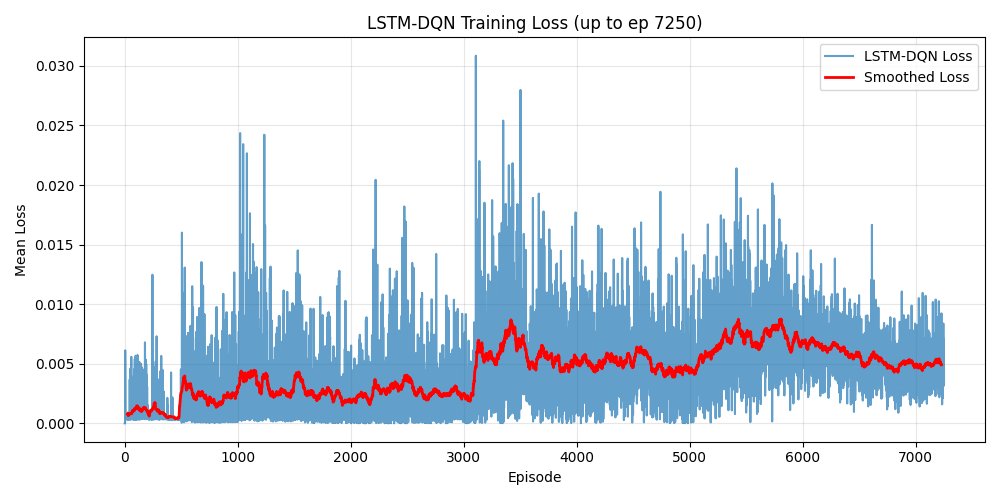 LSTM-DQN Training Loss (up to ep 7250)
LSTM-DQN Loss
Smoothed Loss
Mean Loss
0.030
0.025
0.020
0.015
0.010
0.005
0.000
0 1000 2000 3000 4000 5000 6000 7000
Episode